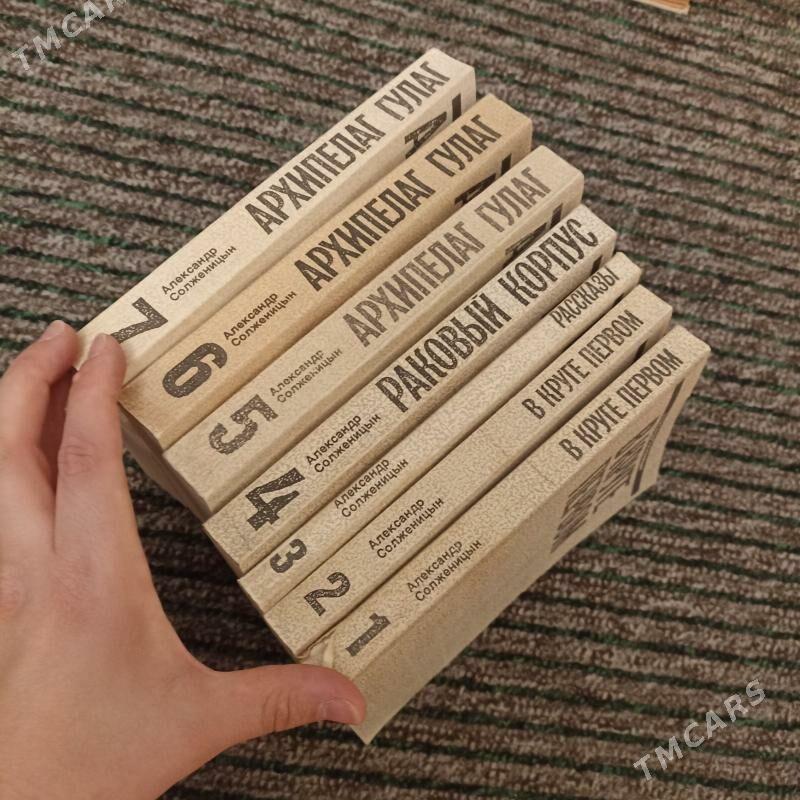 TMCARS
7
Александр
Солженицын
АРХИПЕЛАГ ГУЛАГ
6
Александр
Солженицын
АРХИПЕЛАГ ГУЛАГ
5
Александр
Солженицын
АРХИПЕЛАГ ГУЛАГ
4
Александр
Солженицын
РАКОВЫЙ КОРПУС
3
Александр
Солженицын
РАССКАЗЫ
2
Александр
Солженицын
В КРУГЕ ПЕРВОМ
1
Александр
Солженицын
В КРУГЕ ПЕРВОМ
TMCARS